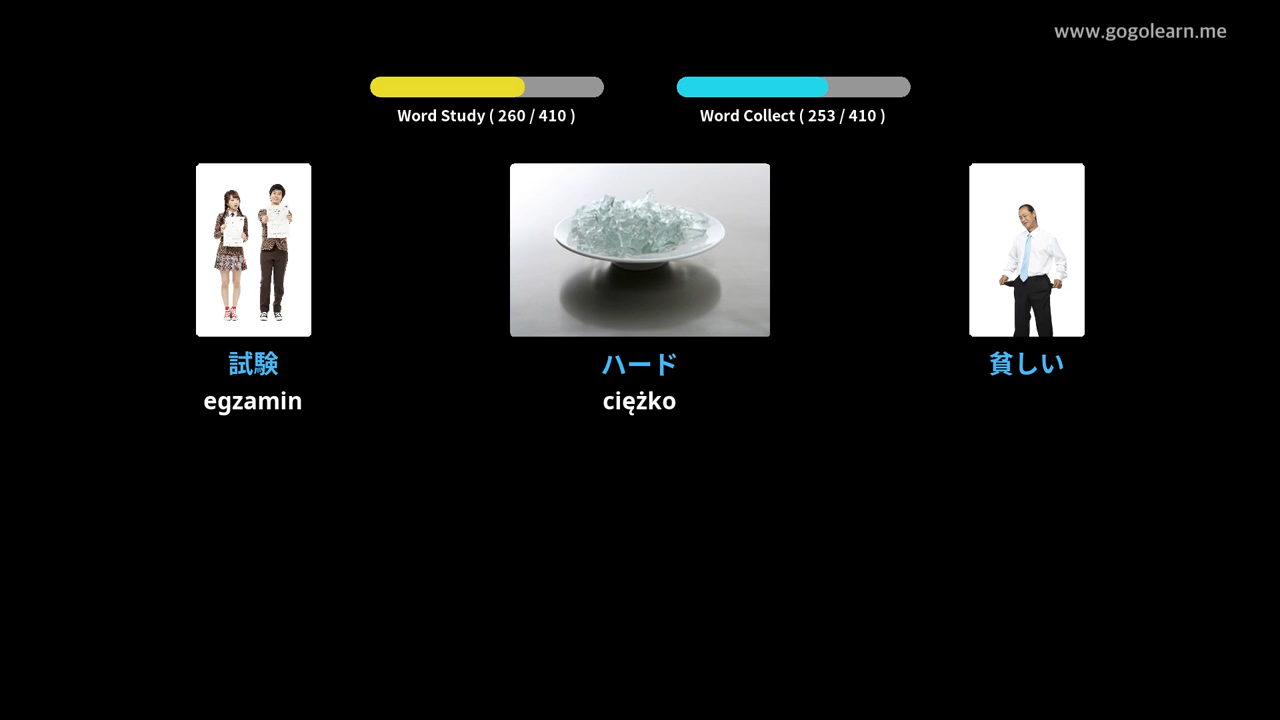 www.gogolearn.me
Word Study ( 260 / 410 )
Word Collect ( 253 / 410 )
試験
egzamin
ハード
ciężko
貧しい